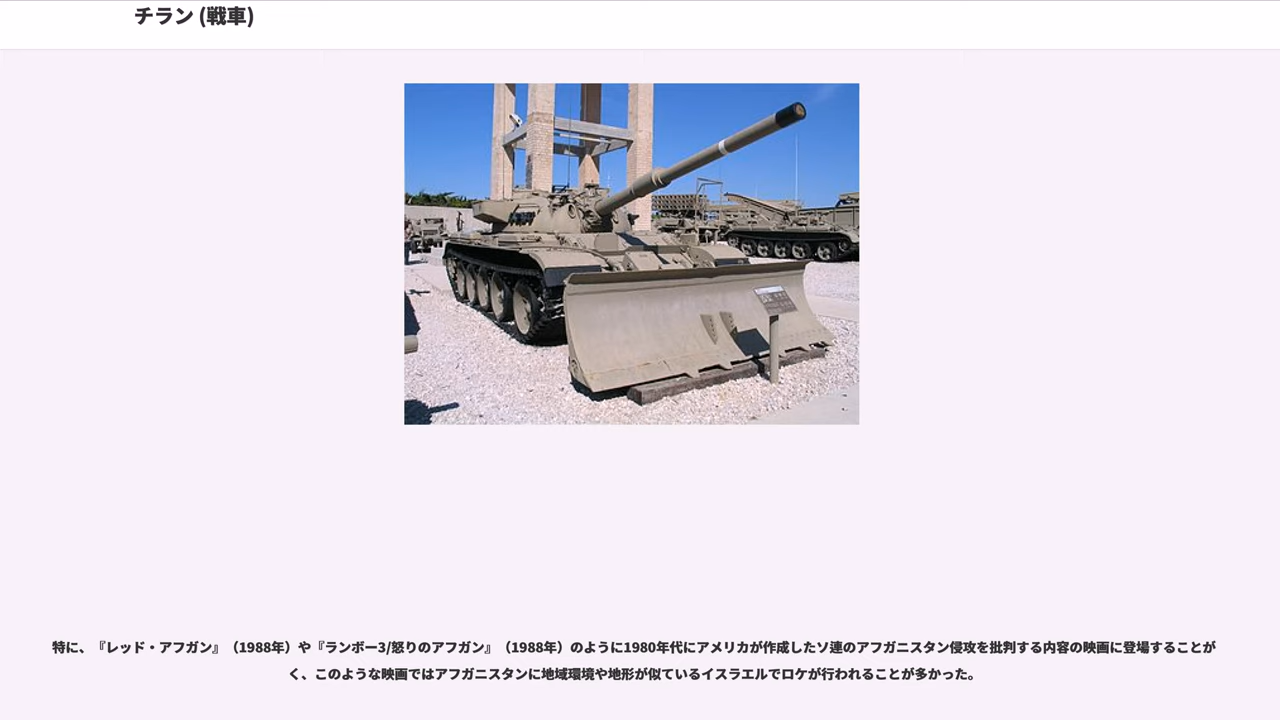 チラン (戦車)
特に、『レッド・アフガン』（1988年）や『ランボー3/怒りのアフガン』（1988年）のように1980年代にアメリカが作成したソ連のアフガニスタン侵攻を批判する内容の映画に登場することが
く、このような映画ではアフガニスタンに地域環境や地形が似ているイスラエルでロケが行われることが多かった。